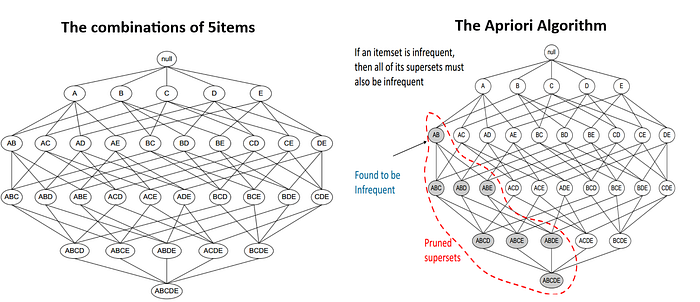 The combinations of 5items
null
A B C D E
AB AC AD AE BC BD BE CD CE DE
ABC ABD ABE ACD ACE ADE BCD BCE BDE CDE
ABCD ABCE ABDE ACDE BCDE
ABCDE
The Apriori Algorithm
If an itemset is infrequent,
then all of its supersets must
also be infrequent
null
A B C D E
AB AC AD AE BC BD BE CD CE DE
Found to be
Infrequent
ABC ABD ABE ACD ACE ADE BCD BCE BDE CDE
Pruned
supersets
ABCD ABCE ABDE ACDE BCDE
ABCDE